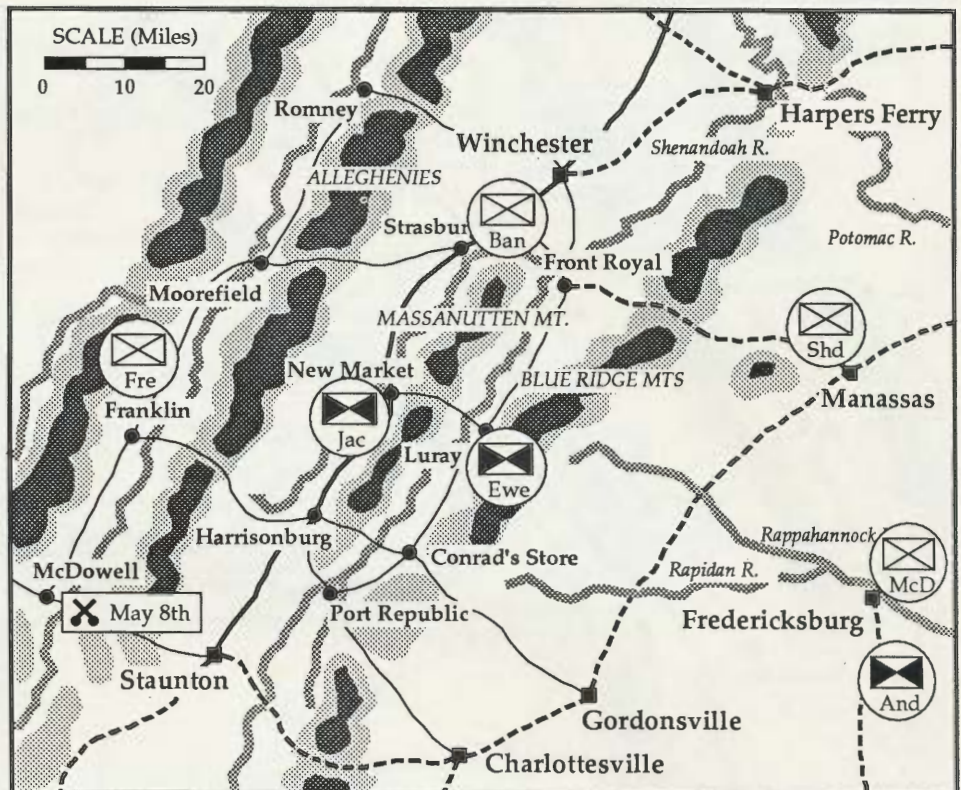 SCALE (Miles)
0 10 20
Romney
Harpers Ferry
Winchester
Shenandoah R.
ALLEGHENIES
Strasbur
Ban
Potomac R.
Front Royal
Moorefield
MASSANUTTEN MT.
Shd
Fre
New Market
BLUE RIDGE MTS
Manassas
Franklin
Jac
Luray
Ewe
Harrisonburg
Rappahannock
Conrad's Store
McDowell
Rapidan R.
McD
May 8th
Port Republic
Fredericksburg
Staunton
And
Gordonsville
Charlottesville